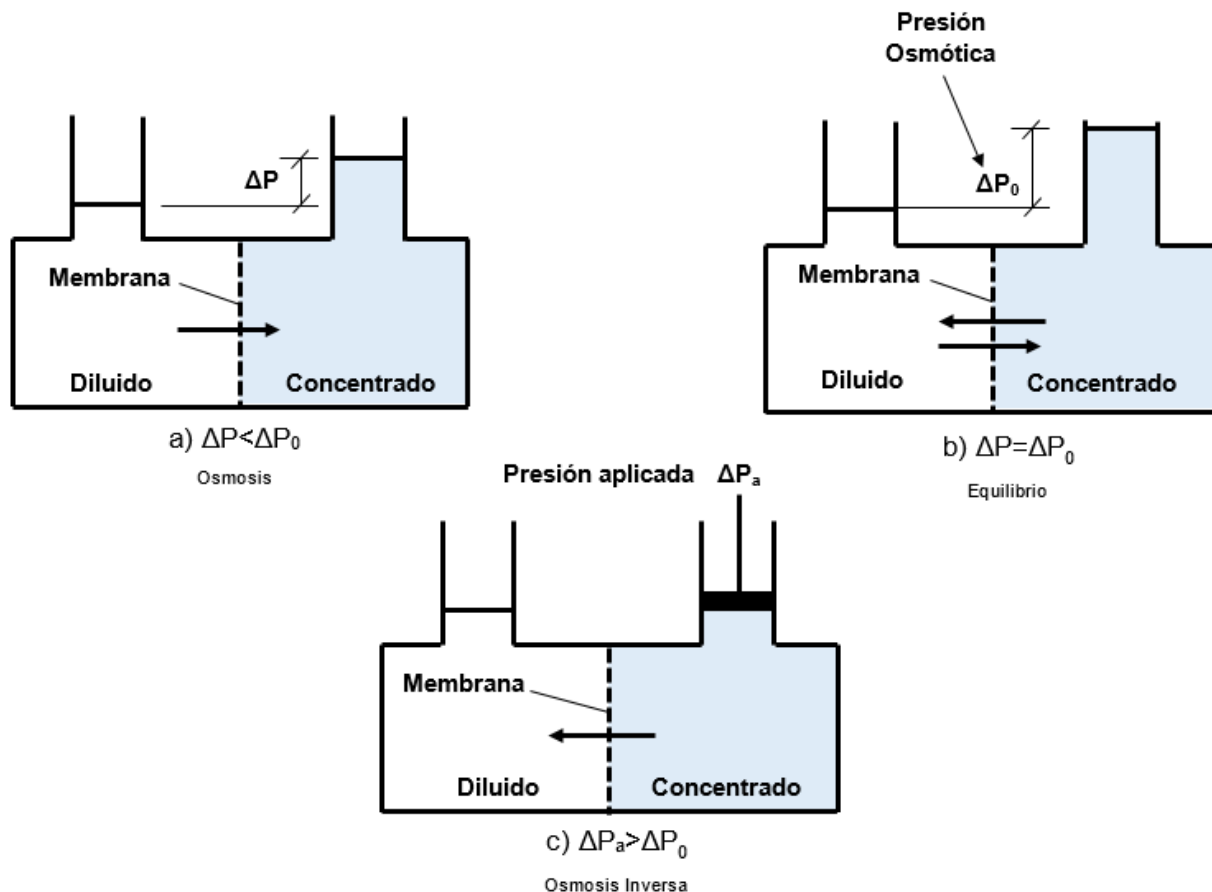 ΔP
Membrana
Diluido
Concentrado
a) ΔP<ΔP₀
Osmosis
Presión
Osmótica
ΔP₀
Membrana
Diluido
Concentrado
b) ΔP=ΔP₀
Equilibrio
Presión aplicada ΔPₐ
Membrana
Diluido
Concentrado
c) ΔPₐ>ΔP₀
Osmosis Inversa